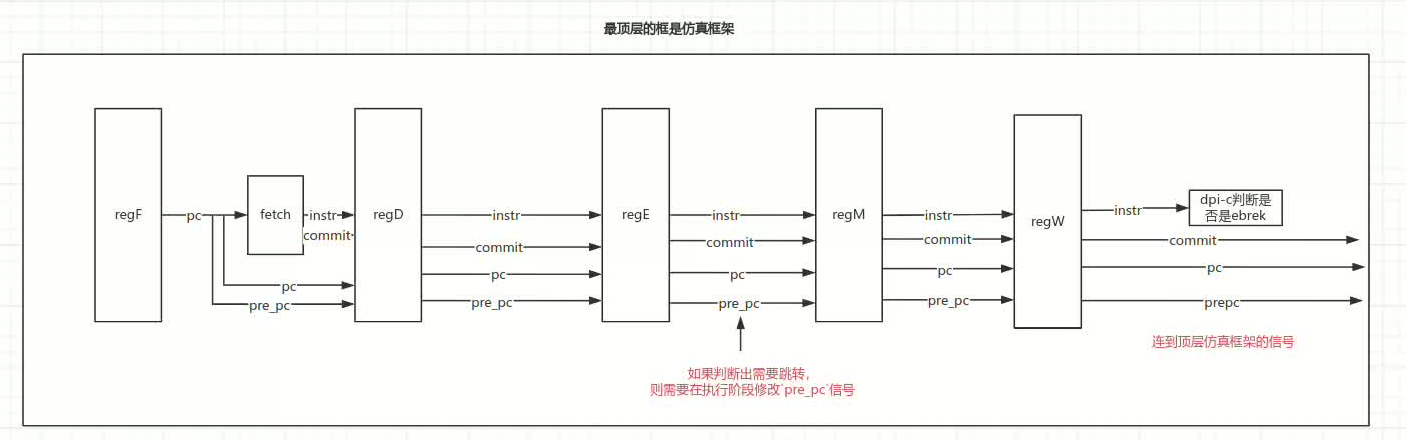 最顶层的框是仿真框架
regF
pc
fetch
instr
commit
pc
pre_pc
regD
instr
commit
pc
pre_pc
regE
instr
commit
pc
pre_pc
如果判断出需要跳转，
则需要在执行阶段修改`pre_pc`信号
regM
instr
commit
pc
pre_pc
regW
instr
dpi-c判断是
否是ebrek
commit
pc
prepc
连到顶层仿真框架的信号